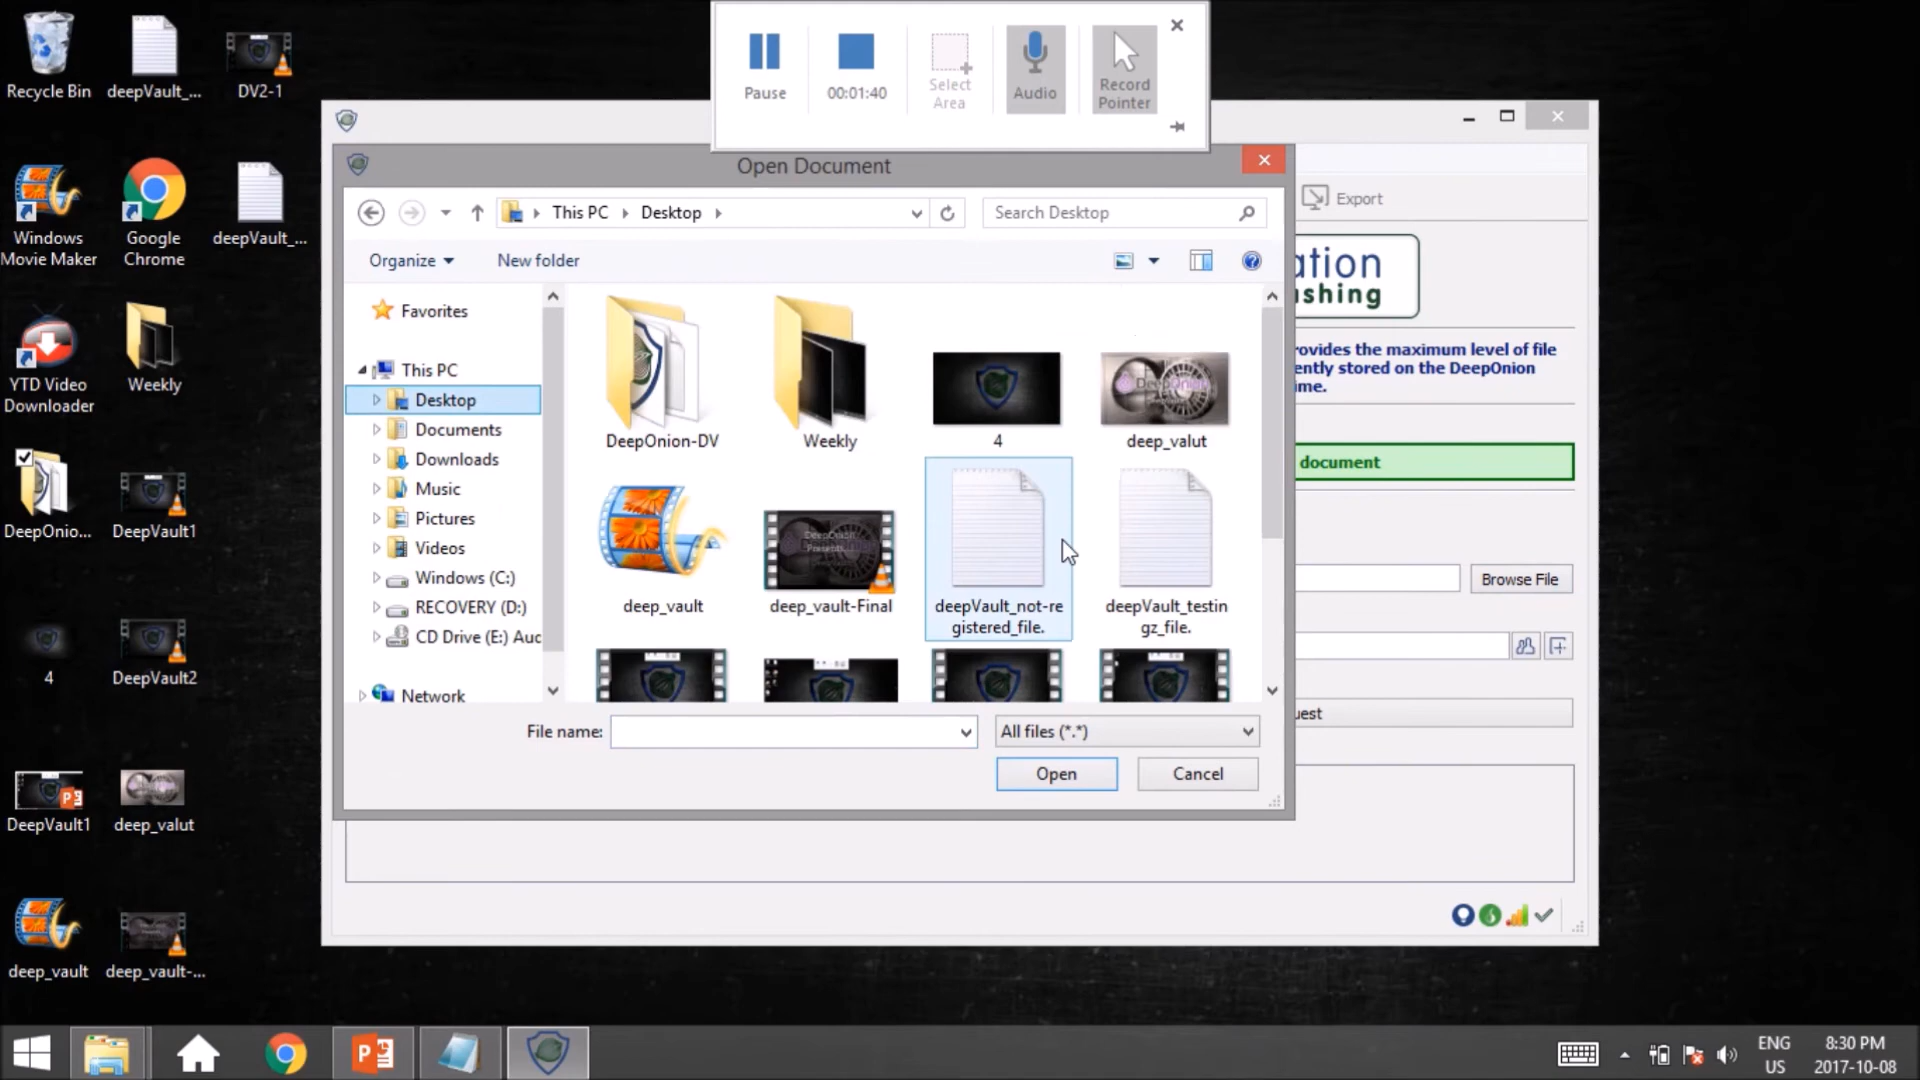 Recycle Bin
deepVault_...
DV2-1
Windows
Movie Maker
Google
Chrome
deepVault_...
YTD Video
Downloader
Weekly
DeepOnio...
DeepVault1
4
DeepVault2
DeepVault1
deep_valut
deep_vault
deep_vault-...
Pause
00:01:40
Select
Area
Audio
Record
Pointer
Open Document
This PC
Desktop
Search Desktop
Organize
New folder
Favorites
This PC
Desktop
Documents
Downloads
Music
Pictures
Videos
Windows (C:)
RECOVERY (D:)
CD Drive (E:) Auc
Network
DeepOnion-DV
Weekly
4
DeepOnion
deep_valut
deep_vault
DeepOnion
Presents...
deep_vault-Final
deepVault_not-re
gistered_file.
deepVault_testin
gz_file.
File name:
All files (*.*)
Open
Cancel
Export
ation
shing
rovides the maximum level of file
ently stored on the DeepOnion
ime.
document
Browse File
uest
ENG
US
8:30 PM
2017-10-08